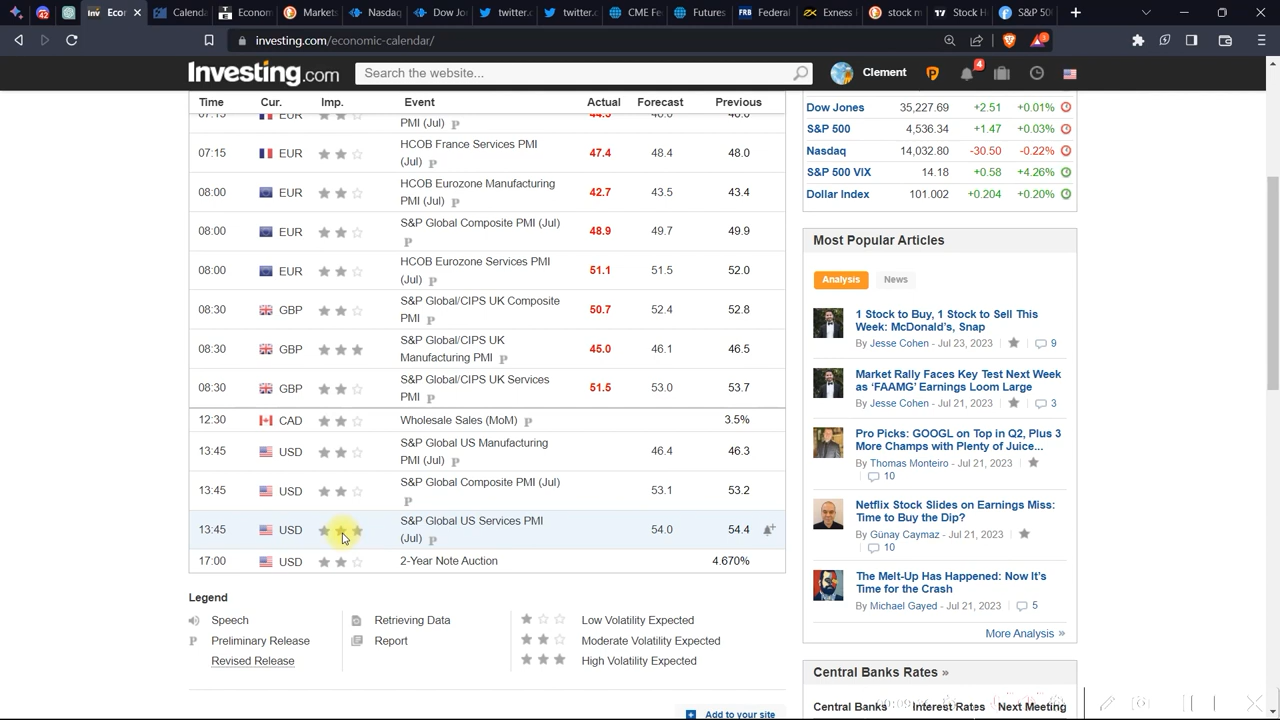 Eco
Calenda
Econom
Markets
Nasdaq
Dow Jo
twitter.c
twitter.c
CME Fe
Futures
Federal
Exness
stock m
Stock H
S&P 50
investing.com/economic-calendar/
Investing.com
Search the website...
Clement
4
Time Cur. Imp. Event Actual Forecast Previous
EUR
PMI (Jul) P
07:15 EUR HCOB France Services PMI (Jul) P 47.4 48.4 48.0
08:00 EUR HCOB Eurozone Manufacturing PMI (Jul) P 42.7 43.5 43.4
08:00 EUR S&P Global Composite PMI (Jul) P 48.9 49.7 49.9
08:00 EUR HCOB Eurozone Services PMI (Jul) P 51.1 51.5 52.0
08:30 GBP S&P Global/CIPS UK Composite PMI P 50.7 52.4 52.8
08:30 GBP S&P Global/CIPS UK Manufacturing PMI P 45.0 46.1 46.5
08:30 GBP S&P Global/CIPS UK Services PMI P 51.5 53.0 53.7
12:30 CAD Wholesale Sales (MoM) P 3.5%
13:45 USD S&P Global US Manufacturing PMI (Jul) P 46.4 46.3
13:45 USD S&P Global Composite PMI (Jul) P 53.1 53.2
13:45 USD S&P Global US Services PMI (Jul) P 54.0 54.4
17:00 USD 2-Year Note Auction 4.670%
Legend
Speech
P Preliminary Release
Revised Release
Retrieving Data
Report
Low Volatility Expected
Moderate Volatility Expected
High Volatility Expected
Add to your site
Dow Jones 35,227.69 +2.51 +0.01%
S&P 500 4,536.34 +1.47 +0.03%
Nasdaq 14,032.80 -30.50 -0.22%
S&P 500 VIX 14.18 +0.58 +4.26%
Dollar Index 101.002 +0.204 +0.20%
Most Popular Articles
Analysis News
1 Stock to Buy, 1 Stock to Sell This
Week: McDonald's, Snap
By Jesse Cohen - Jul 23, 2023 9
Market Rally Faces Key Test Next Week
as ‘FAAMG’ Earnings Loom Large
By Jesse Cohen - Jul 21, 2023 3
Pro Picks: GOOGL on Top in Q2, Plus 3
More Champs with Plenty of Juice...
By Thomas Monteiro - Jul 21, 2023
10
Netflix Stock Slides on Earnings Miss:
Time to Buy the Dip?
By Günay Caymaz - Jul 21, 2023
10
The Melt-Up Has Happened: Now It's
Time for the Crash
By Michael Gayed - Jul 21, 2023 5
More Analysis »
Central Banks Rates »
Central Banks Interest Rates Next Meeting